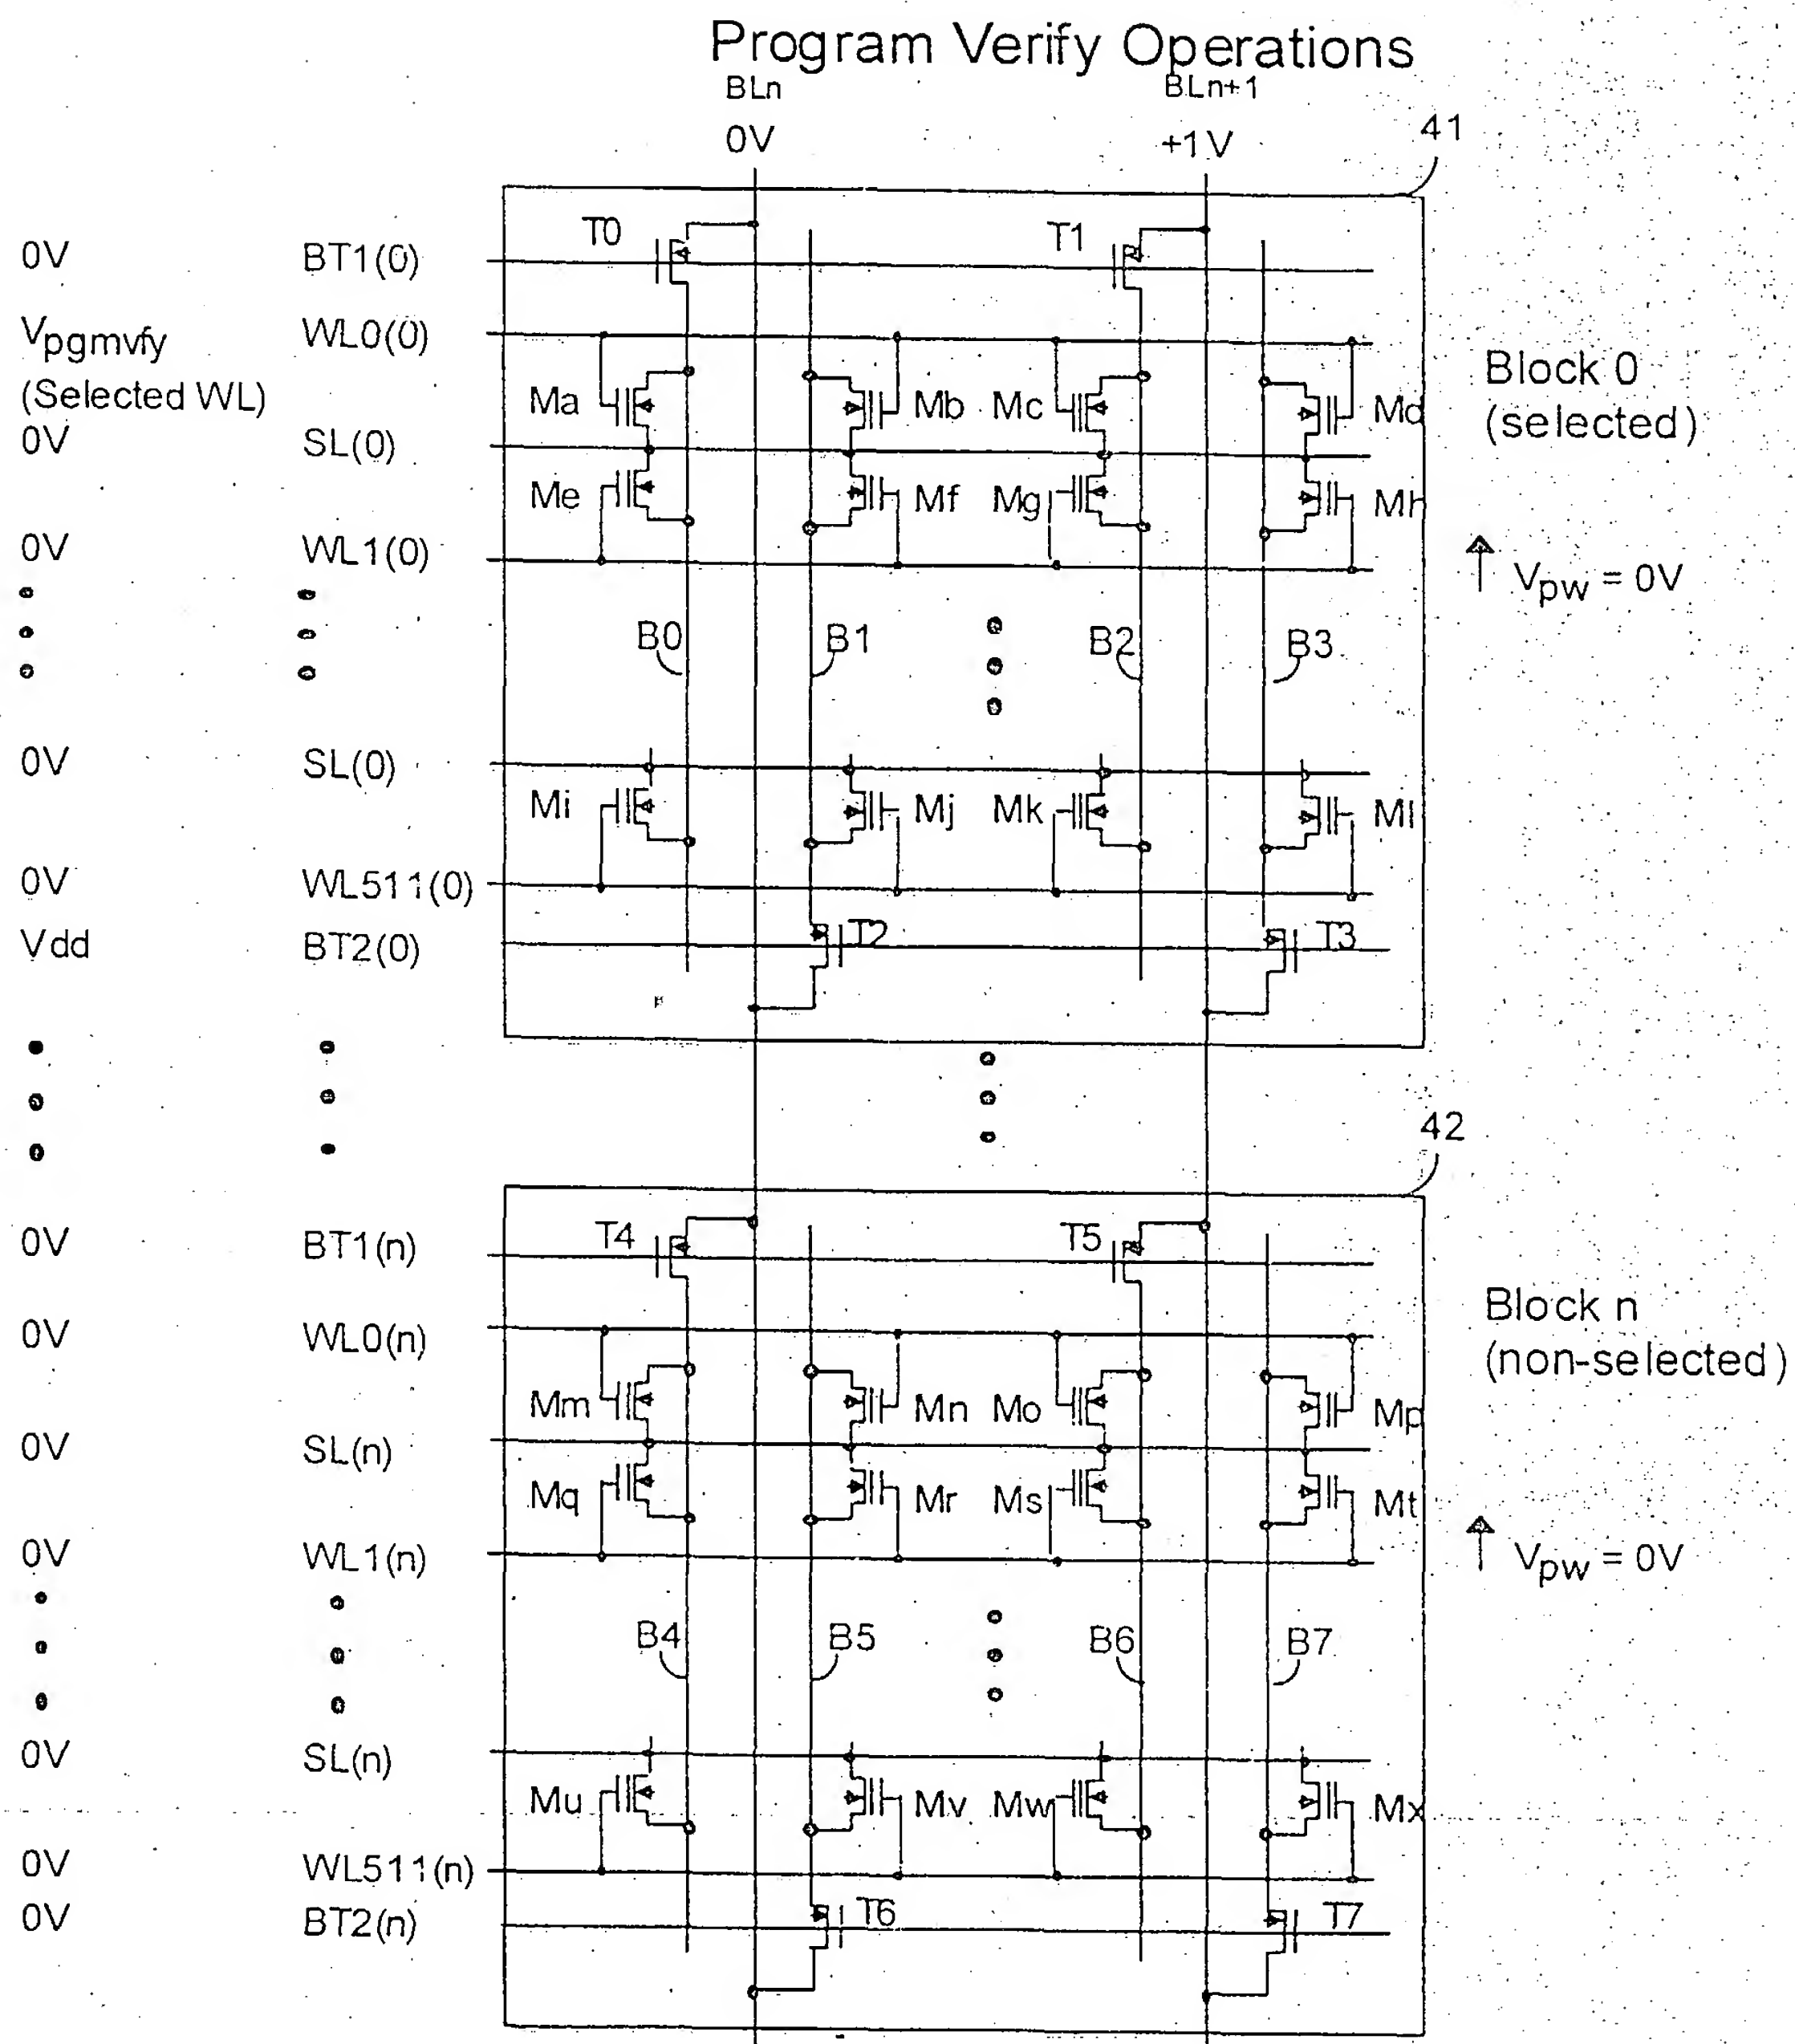 Program Verify Operations
BLn BLn+1
0V +1V 41
T0 T1
0V BT1(0)
Vpgmvfy WL0(0)
(Selected WL)
Block 0
(selected)
Ma Mb Mc Md
0V SL(0)
Me Mf Mg Mh
0V WL1(0)
Vpw = 0V
B0 B1 B2 B3
0V SL(0)
Mi Mj Mk Ml
0V WL511(0)
Vdd BT2(0) T2 T3
42
0V BT1(n) T4 T5
0V WL0(n)
Block n
(non-selected)
Mm Mn Mo Mp
0V SL(n)
Mq Mr Ms Mt
0V WL1(n)
Vpw = 0V
B4 B5 B6 B7
0V SL(n)
Mu Mv Mw Mx
0V WL511(n)
0V BT2(n) T6 T7